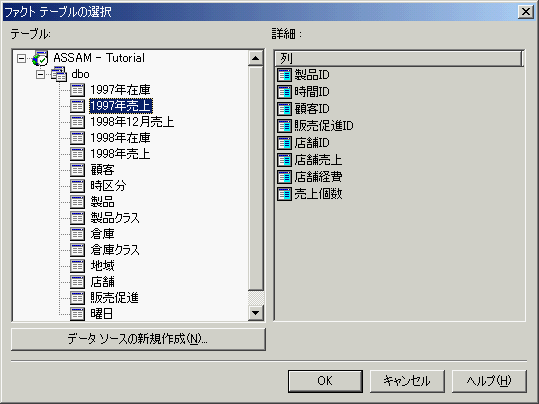 ファクト テーブルの選択
テーブル:
ASSAM - Tutorial
dbo
1997年在庫
1997年売上
1998年12月売上
1998年在庫
1998年売上
顧客
時区分
製品
製品クラス
倉庫
倉庫クラス
地域
店舗
販売促進
曜日
データ ソースの新規作成(N)...
詳細:
列
製品ID
時間ID
顧客ID
販売促進ID
店舗ID
店舗売上
店舗経費
売上個数
OK
キャンセル
ヘルプ(H)